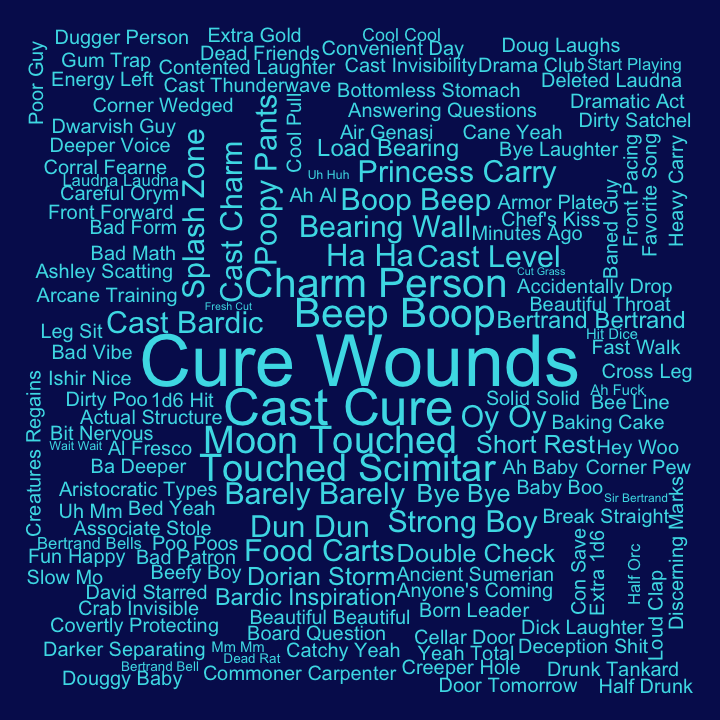 Dugger Person
Extra Gold
Cool Cool
Poor Guy
Gum Trap
Dead Friends
Convenient Day
Doug Laughs
Energy Left
Contented Laughter
Cast Invisibility
Drama Club
Start Playing
Cast Thunderwave
Bottomless Stomach
Deleted Laudna
Corner Wedged
Cool Pull
Answering Questions
Dramatic Act
Dwarvish Guy
Splash Zone
Cast Charm
Poopy Pants
Air Genasi
Cane Yeah
Dirty Satchel
Deeper Voice
Load Bearing
Bye Laughter
Front Pacing
Favorite Song
Heavy Carry
Corral Fearne
Uh Huh
Princess Carry
Baned Guy
Laudna Laudna
Careful Orym
Ah Al
Boop Beep
Armor Plate
Front Forward
Chef's Kiss
Bad Form
Bearing Wall
Minutes Ago
Bad Math
Ha Ha
Cast Level
Ashley Scatting
Charm Person
Cut Grass
Accidentally Drop
Arcane Training
Fresh Cut
Beep Boop
Beautiful Throat
Leg Sit
Cast Bardic
Bertrand Bertrand
Hit Dice
Bad Vibe
Cure Wounds
Fast Walk
Ishir Nice
Cross Leg
Creatures Regains
Dirty Poo
1d6 Hit
Cast Cure
Solid Solid
Ah Fuck
Bee Line
Actual Structure
Oy Oy
Baking Cake
Bit Nervous
Wait Wait
Al Fresco
Moon Touched
Short Rest
Hey Woo
Ba Deeper
Touched Scimitar
Ah Baby
Corner Pew
Aristocratic Types
Barely Barely
Bye Bye
Baby Boo
Sir Bertrand
Discerning Marks
Uh Mm
Bed Yeah
Associate Stole
Dun Dun
Strong Boy
Break Straight
Bertrand Bells
Poo Poos
Fun Happy
Bad Patron
Food Carts
Double Check
Con Save
Extra 1d6
Half Orc
Loud Clap
Slow Mo
Beefy Boy
Dorian Storm
Ancient Sumerian
David Starred
Bardic Inspiration
Anyone's Coming
Crab Invisible
Beautiful Beautiful
Born Leader
Covertly Protecting
Board Question
Cellar Door
Dick Laughter
Darker Separating
Mm Mm
Catchy Yeah
Yeah Total
Deception Shit
Bertrand Bell
Dead Rat
Commoner Carpenter
Creeper Hole
Drunk Tankard
Douggy Baby
Door Tomorrow
Half Drunk